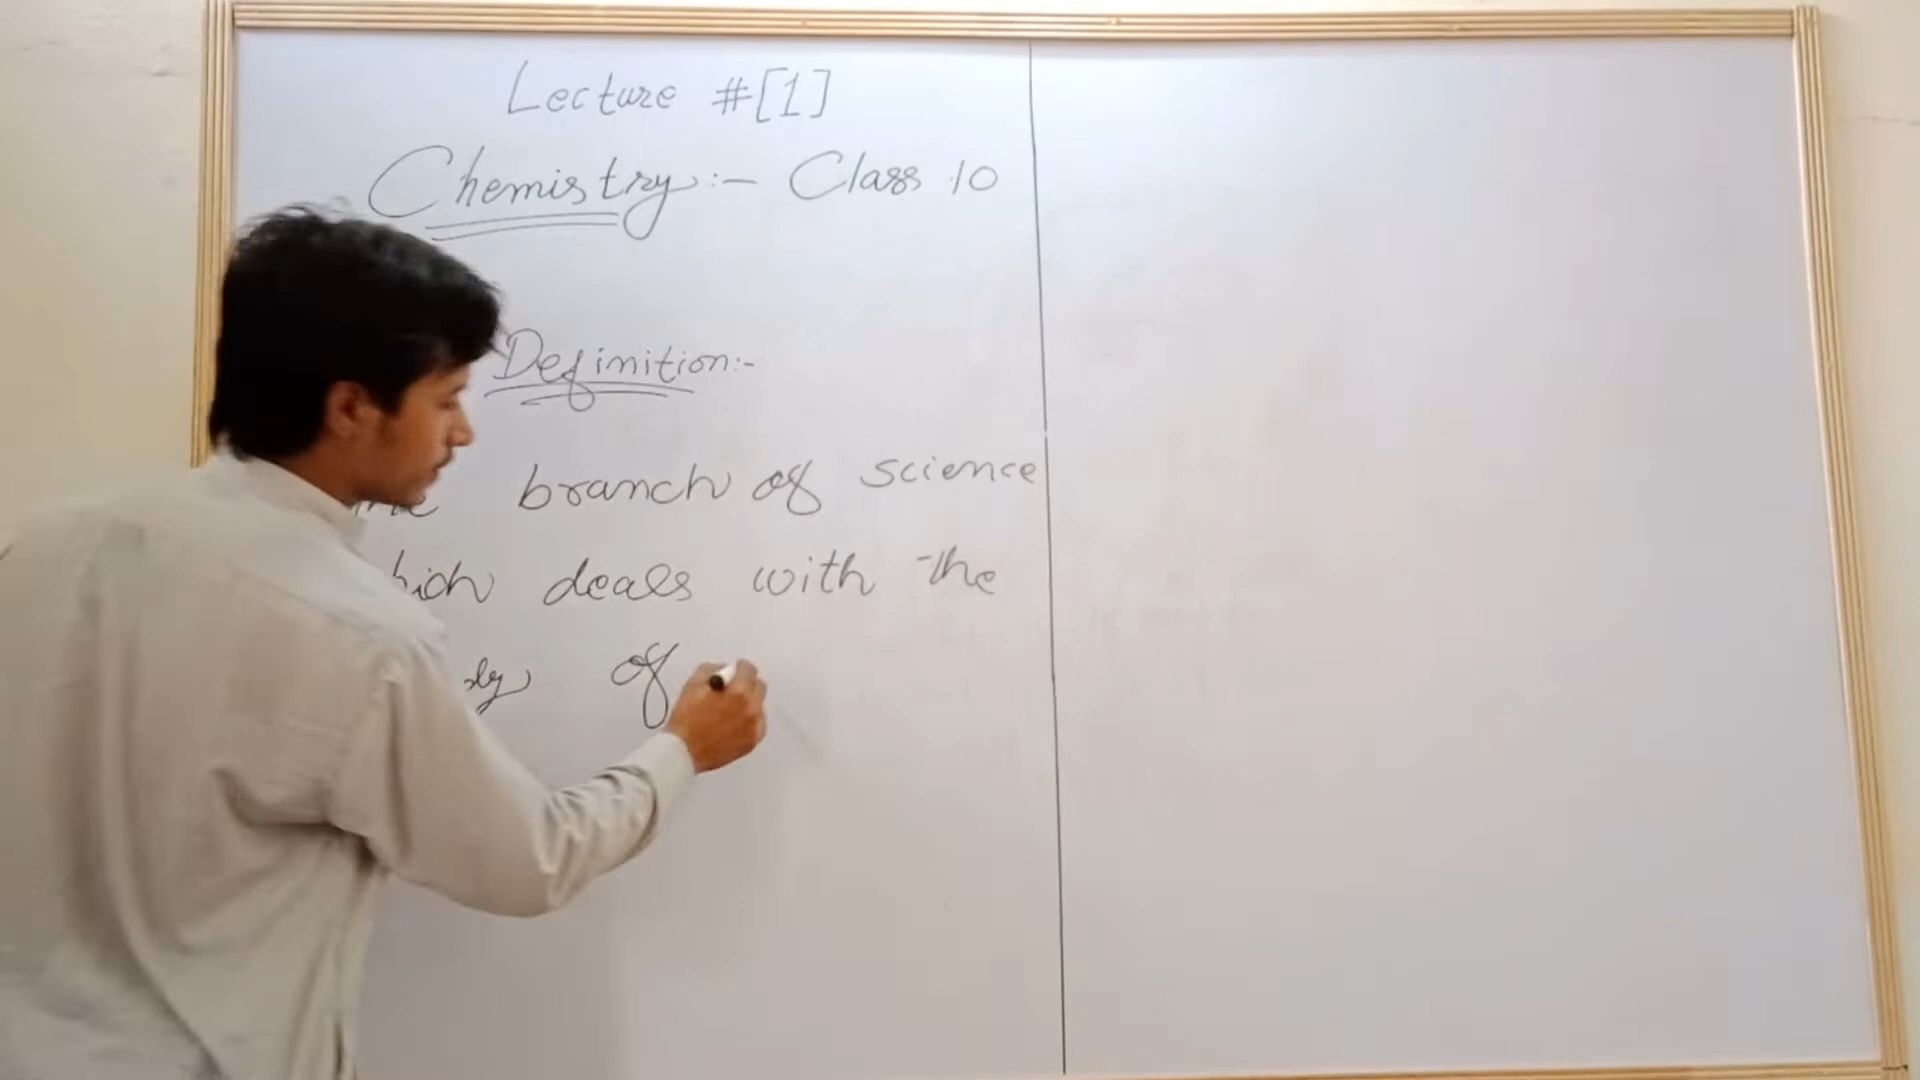 Lecture #[1]
Chemistry:- Class 10
Definition:-
branch of science
deals with the
of